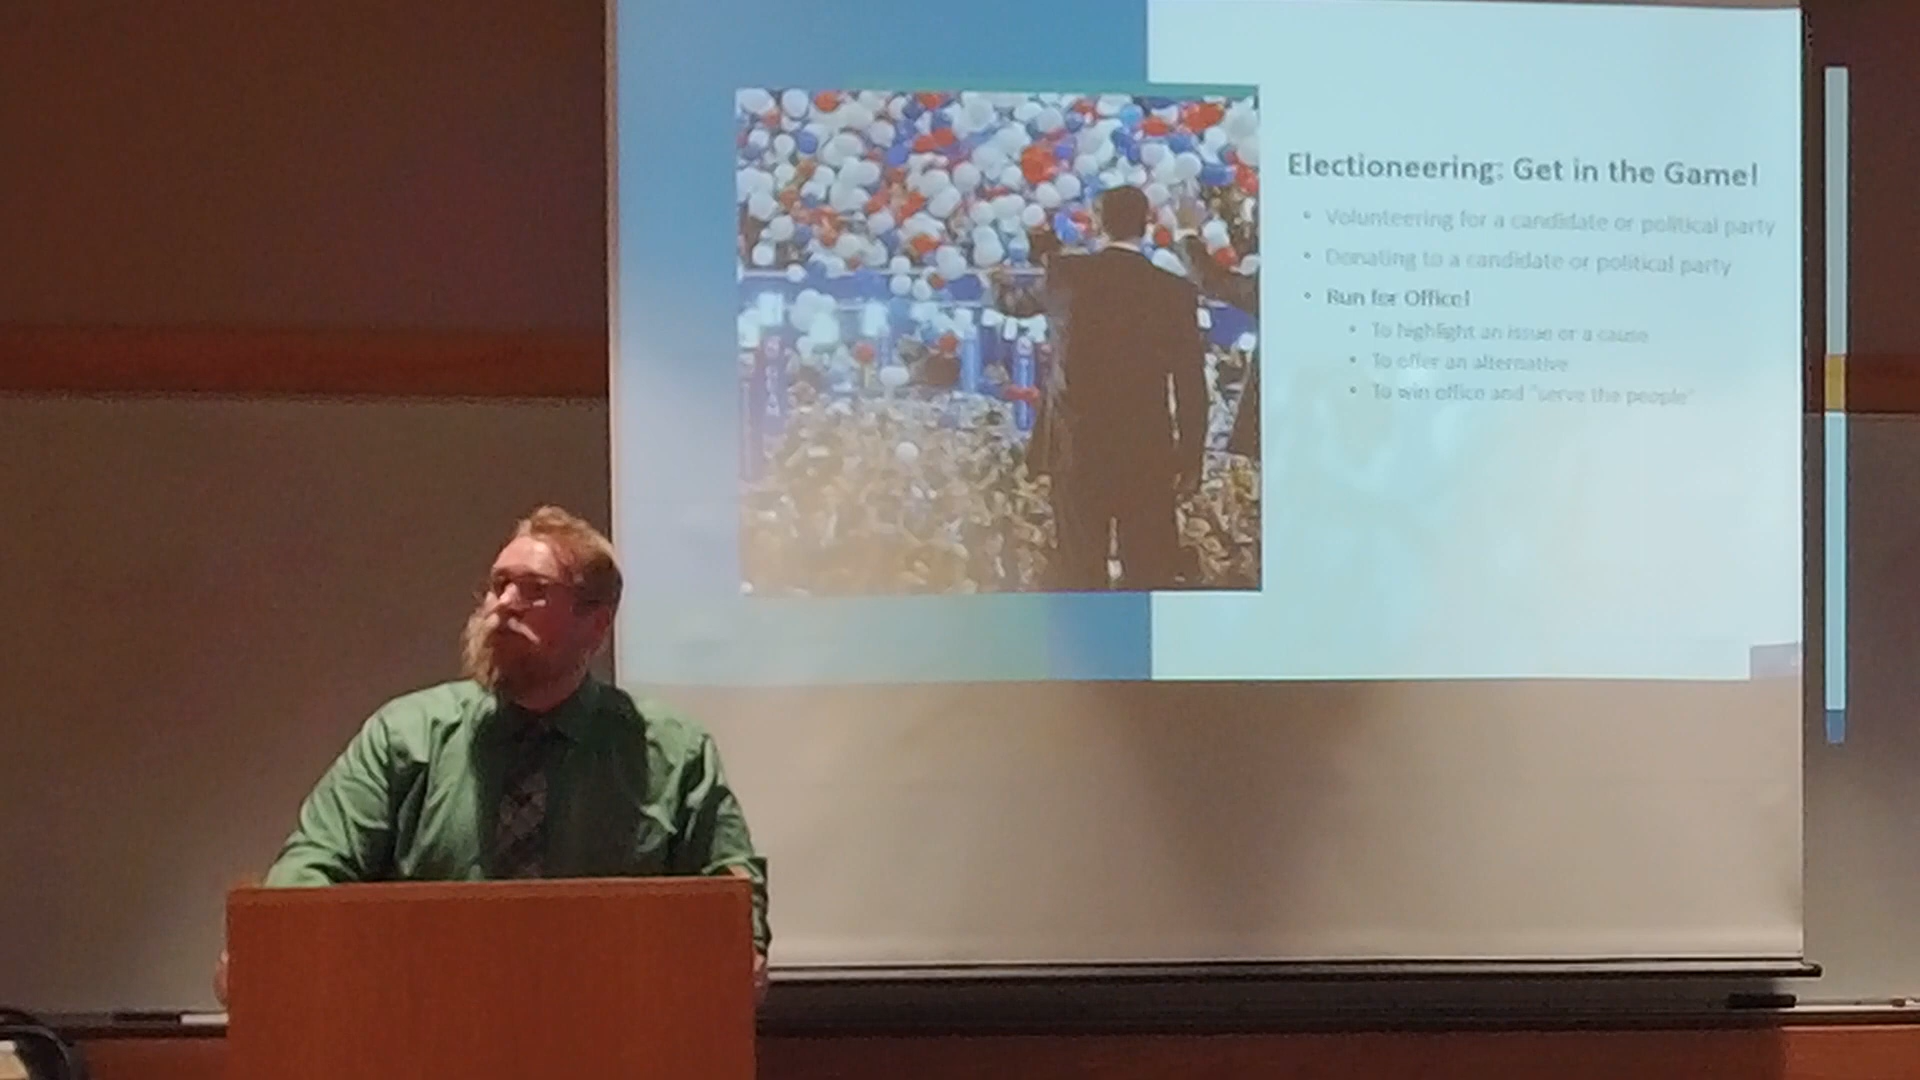 Electioneering: Get in the Game!
• Volunteering for a candidate or political party
• Donating to a candidate or political party
• Run for Office!
• To highlight an issue or a cause
• To offer an alternative
• To win office and "serve the people"